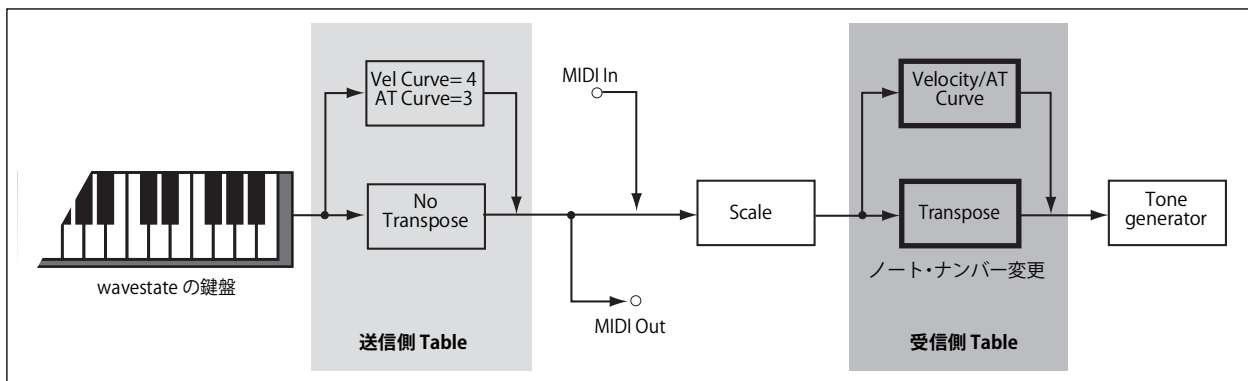 Vel Curve= 4
AT Curve=3
MIDI In
Velocity/AT
Curve
No
Transpose
Scale
Transpose
Tone
generator
wavestate の鍵盤
ノート・ナンバー変更
MIDI Out
送信側 Table
受信側 Table